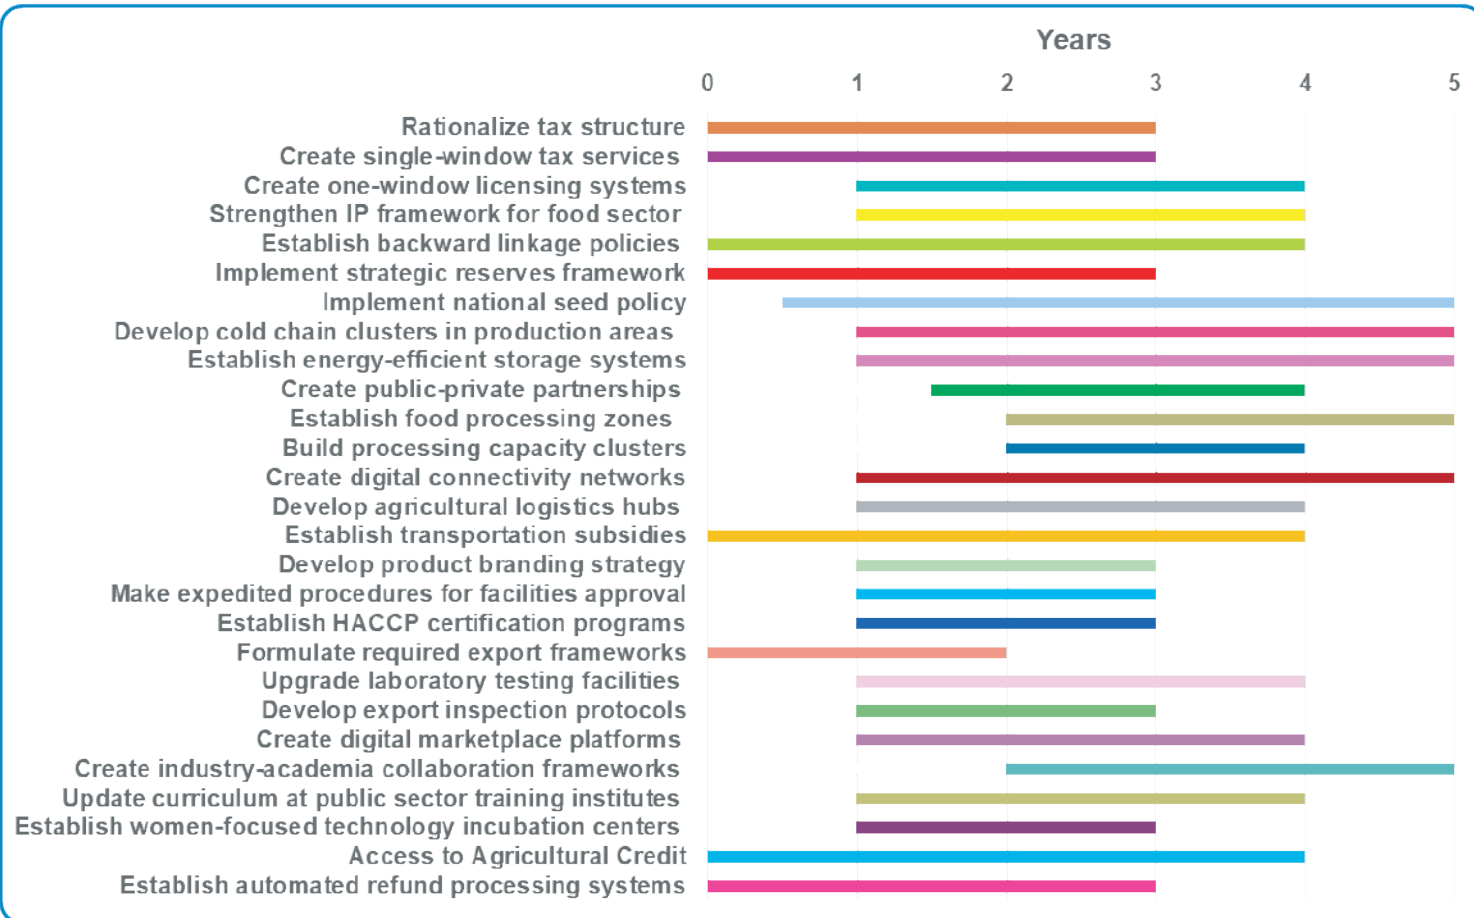 Years
0 1 2 3 4 5
Rationalize tax structure
Create single-window tax services
Create one-window licensing systems
Strengthen IP framework for food sector
Establish backward linkage policies
Implement strategic reserves framework
Implement national seed policy
Develop cold chain clusters in production areas
Establish energy-efficient storage systems
Create public-private partnerships
Establish food processing zones
Build processing capacity clusters
Create digital connectivity networks
Develop agricultural logistics hubs
Establish transportation subsidies
Develop product branding strategy
Make expedited procedures for facilities approval
Establish HACCP certification programs
Formulate required export frameworks
Upgrade laboratory testing facilities
Develop export inspection protocols
Create digital marketplace platforms
Create industry-academia collaboration frameworks
Update curriculum at public sector training institutes
Establish women-focused technology incubation centers
Access to Agricultural Credit
Establish automated refund processing systems